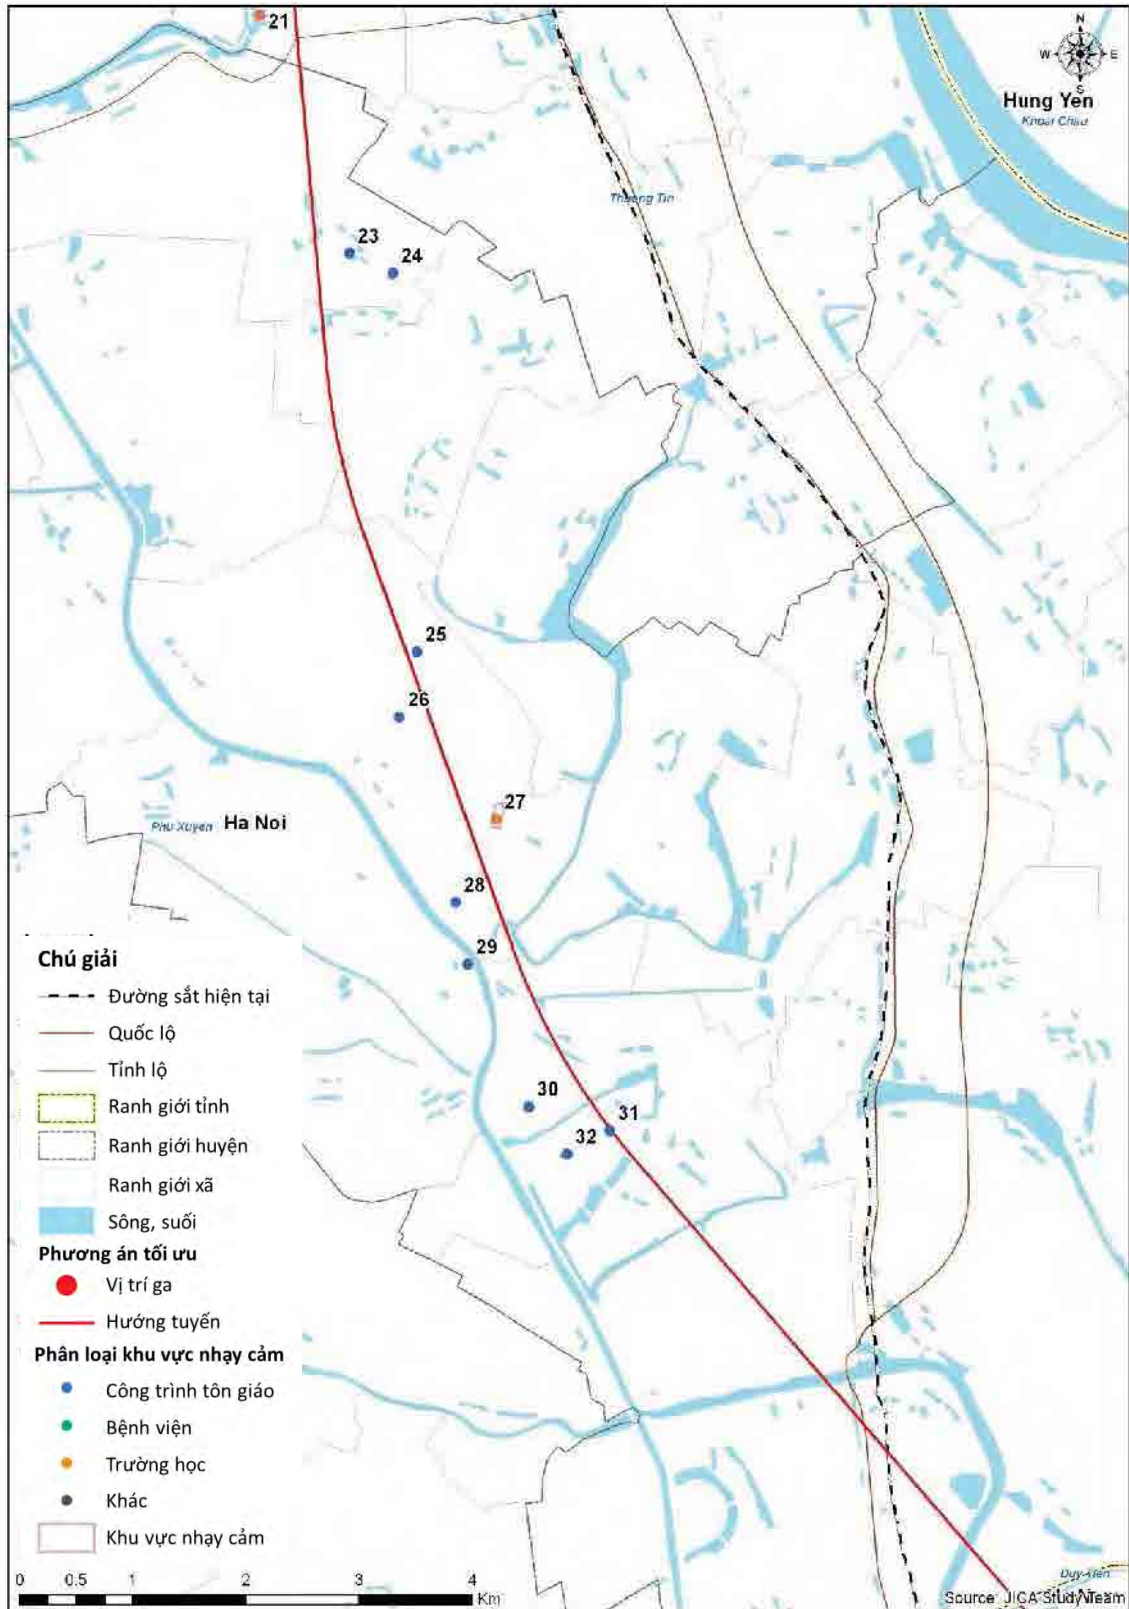 21
N
W E
S
Hung Yen
Khoai Chau
Thuong Tin
23
24
25
26
27
Phu Xuyen Ha Noi
28
29
30
31
32
Chú giải
Đường sắt hiện tại
Quốc lộ
Tỉnh lộ
Ranh giới tỉnh
Ranh giới huyện
Ranh giới xã
Sông, suối
Phương án tối ưu
Vị trí ga
Hướng tuyến
Phân loại khu vực nhạy cảm
Công trình tôn giáo
Bệnh viện
Trường học
Khác
Khu vực nhạy cảm
0 0.5 1 2 3 4
Km
Duy Tien
Source: JICA Study Team